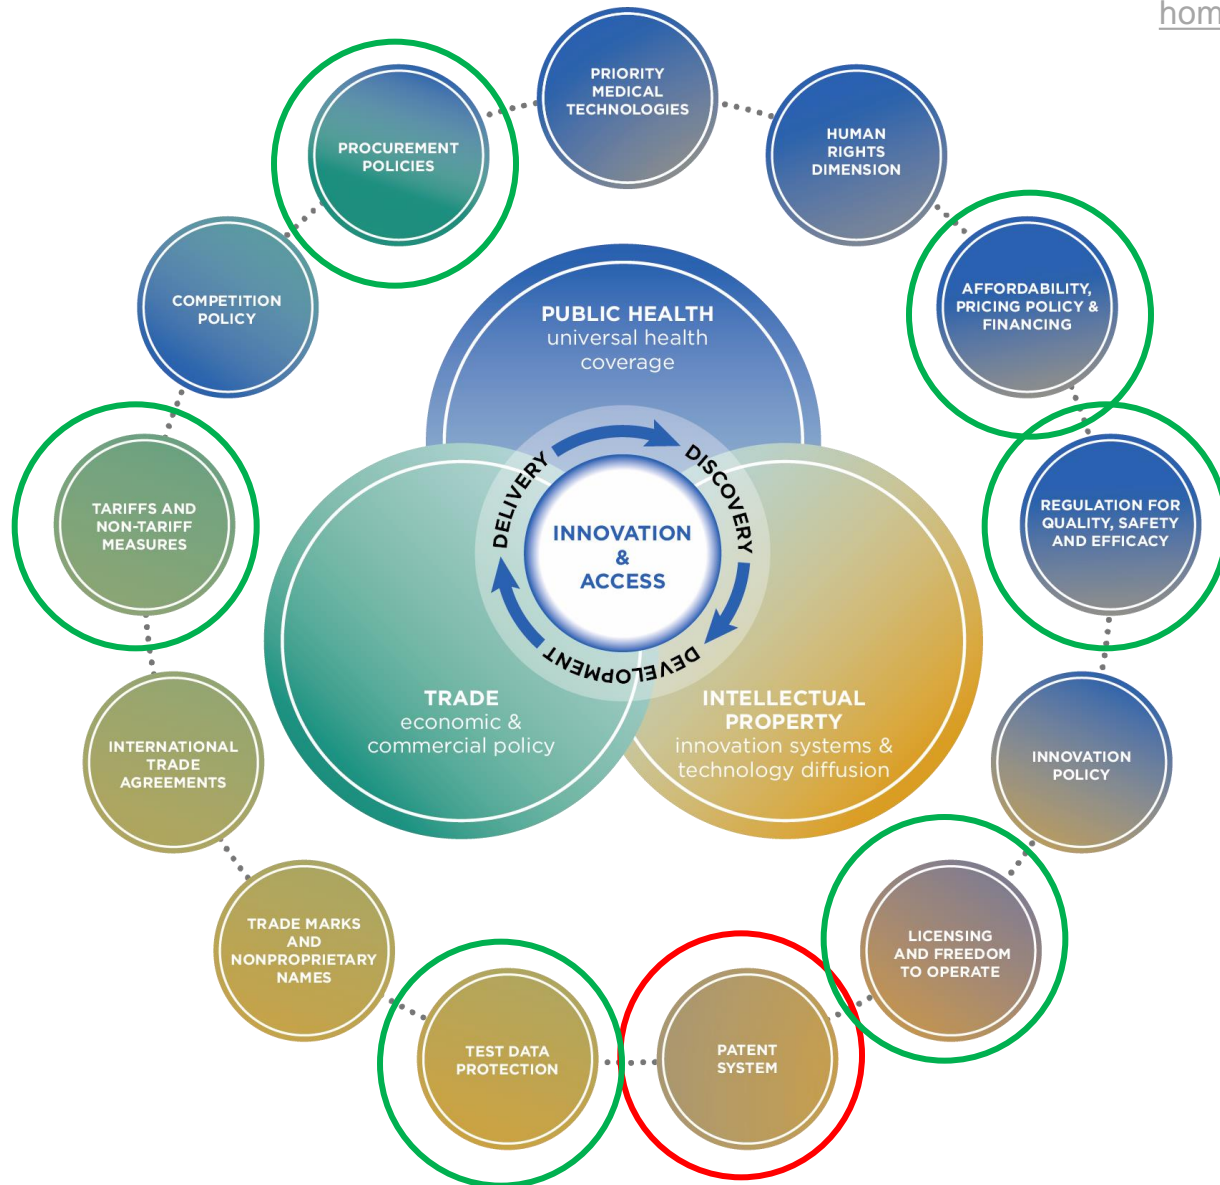 hom
PRIORITY
MEDICAL
TECHNOLOGIES
HUMAN
RIGHTS
DIMENSION
AFFORDABILITY,
PRICING POLICY &
FINANCING
REGULATION FOR
QUALITY, SAFETY
AND EFFICACY
INNOVATION
POLICY
LICENSING
AND FREEDOM
TO OPERATE
PATENT
SYSTEM
TEST DATA
PROTECTION
TRADE MARKS
AND
NONPROPRIETARY
NAMES
INTERNATIONAL
TRADE
AGREEMENTS
TARIFFS AND
NON-TARIFF
MEASURES
COMPETITION
POLICY
PROCUREMENT
POLICIES
PUBLIC HEALTH
universal health
coverage
DISCOVERY
DEVELOPMENT
DELIVERY
INNOVATION
&
ACCESS
TRADE
economic &
commercial policy
INTELLECTUAL
PROPERTY
innovation systems &
technology diffusion